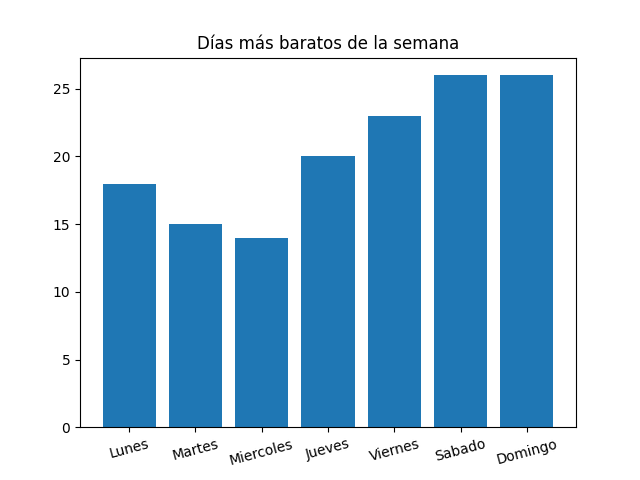 Días más baratos de la semana
25
20
15
10
5
0
Lunes
Martes
Miercoles
Jueves
Viernes
Sabado
Domingo